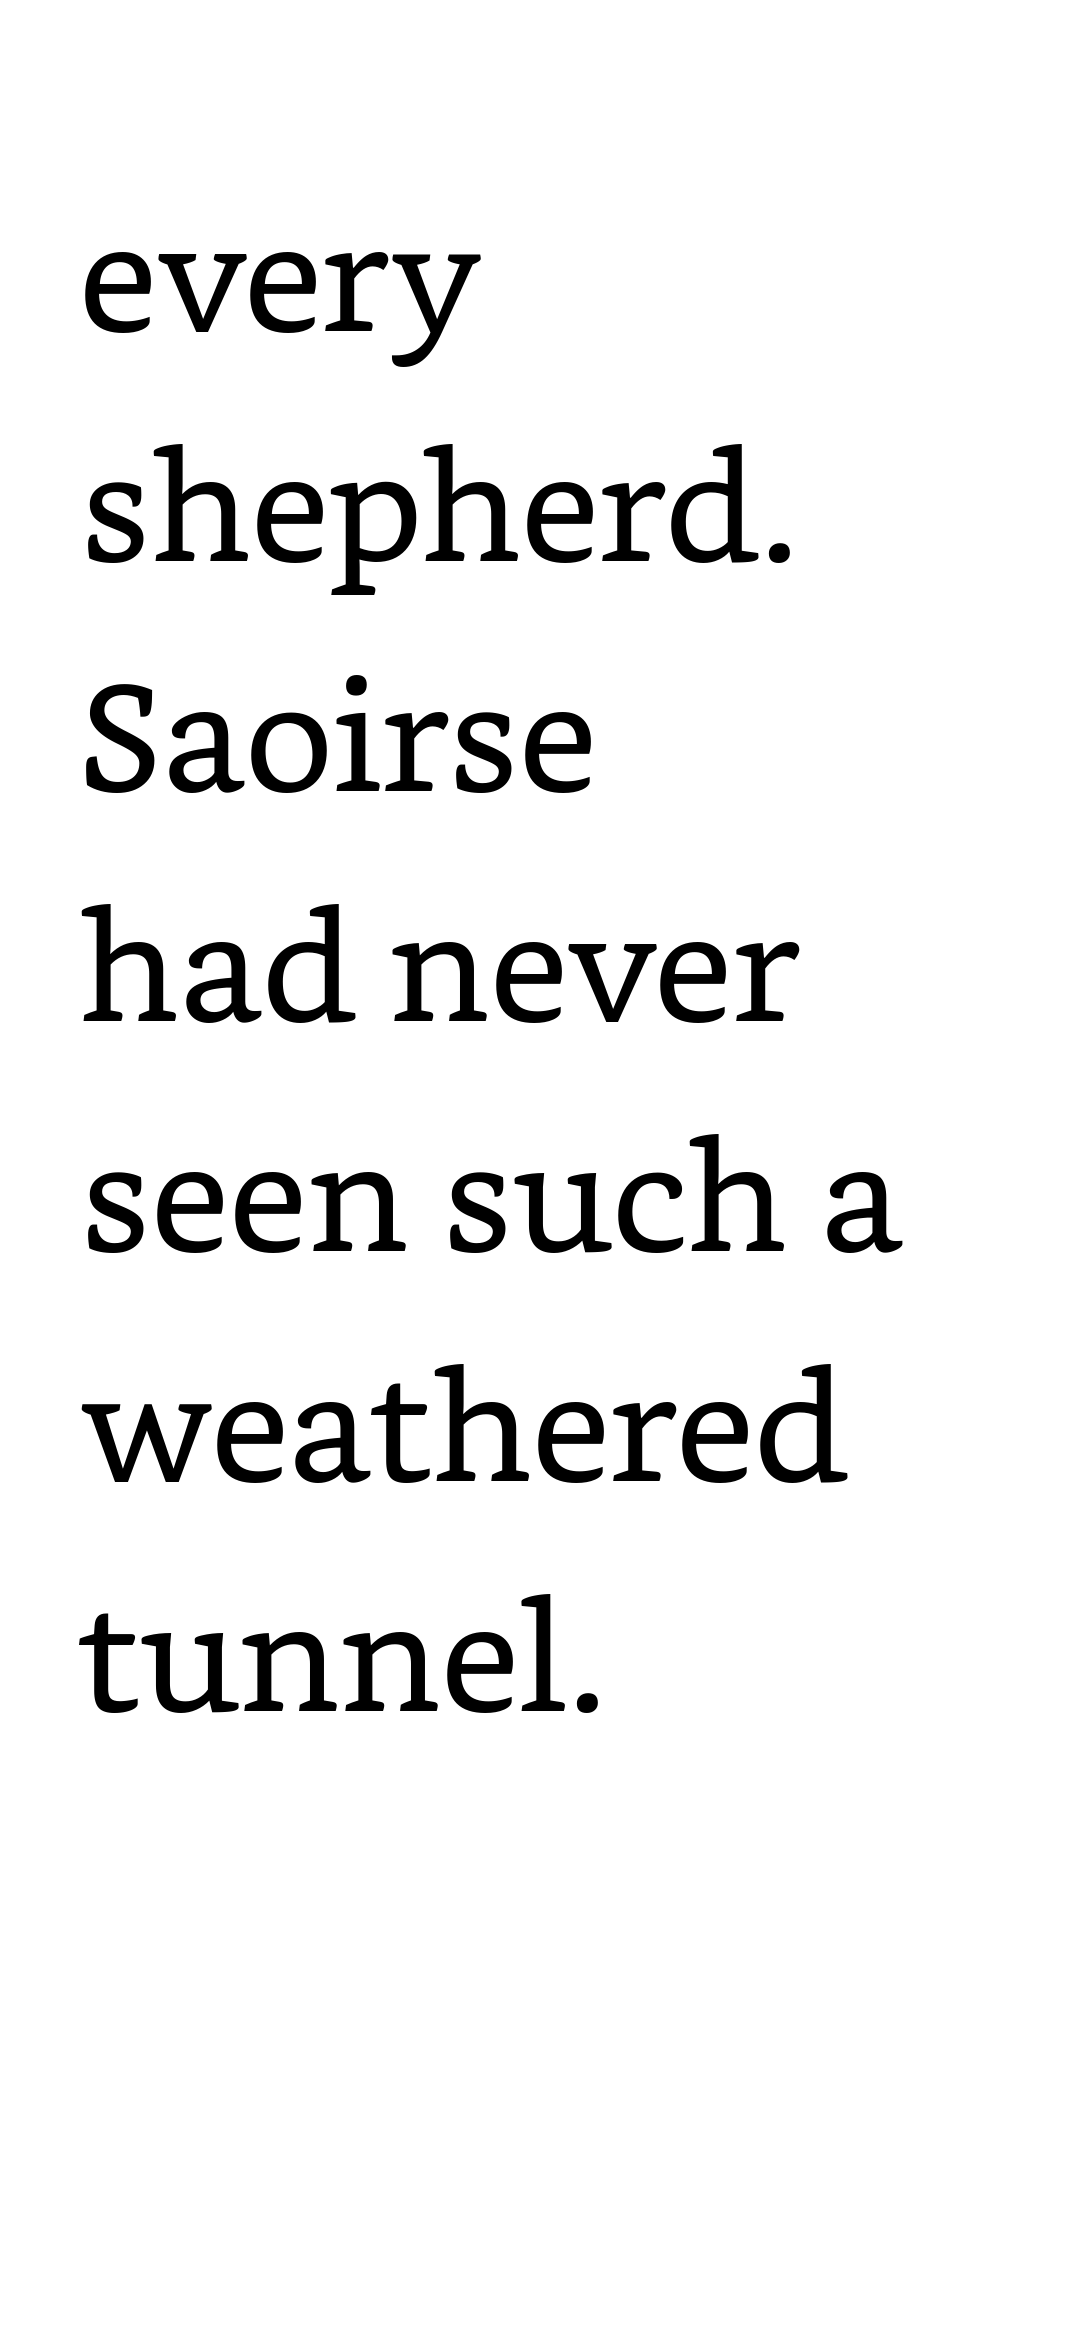 every
shepherd.
Saoirse
had never
seen such a
weathered
tunnel.